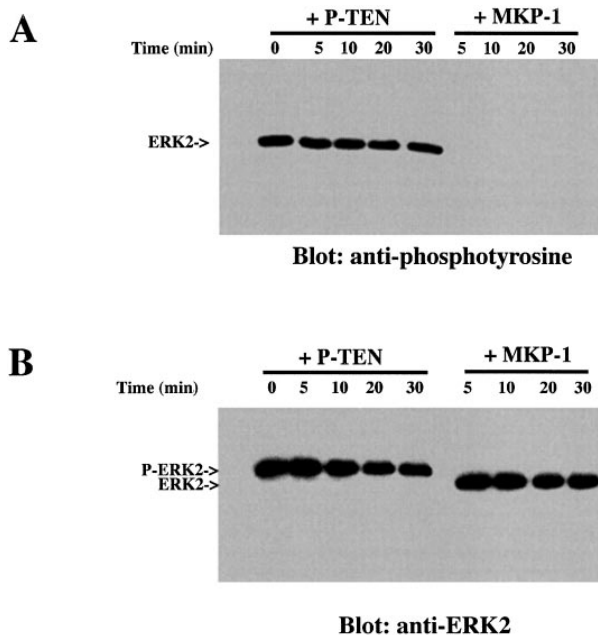 A
+ P-TEN + MKP-1
Time (min) 0 5 10 20 30 5 10 20 30
ERK2->
Blot: anti-phosphotyrosine
B
+ P-TEN + MKP-1
Time (min) 0 5 10 20 30 5 10 20 30
P-ERK2->
ERK2->
Blot: anti-ERK2